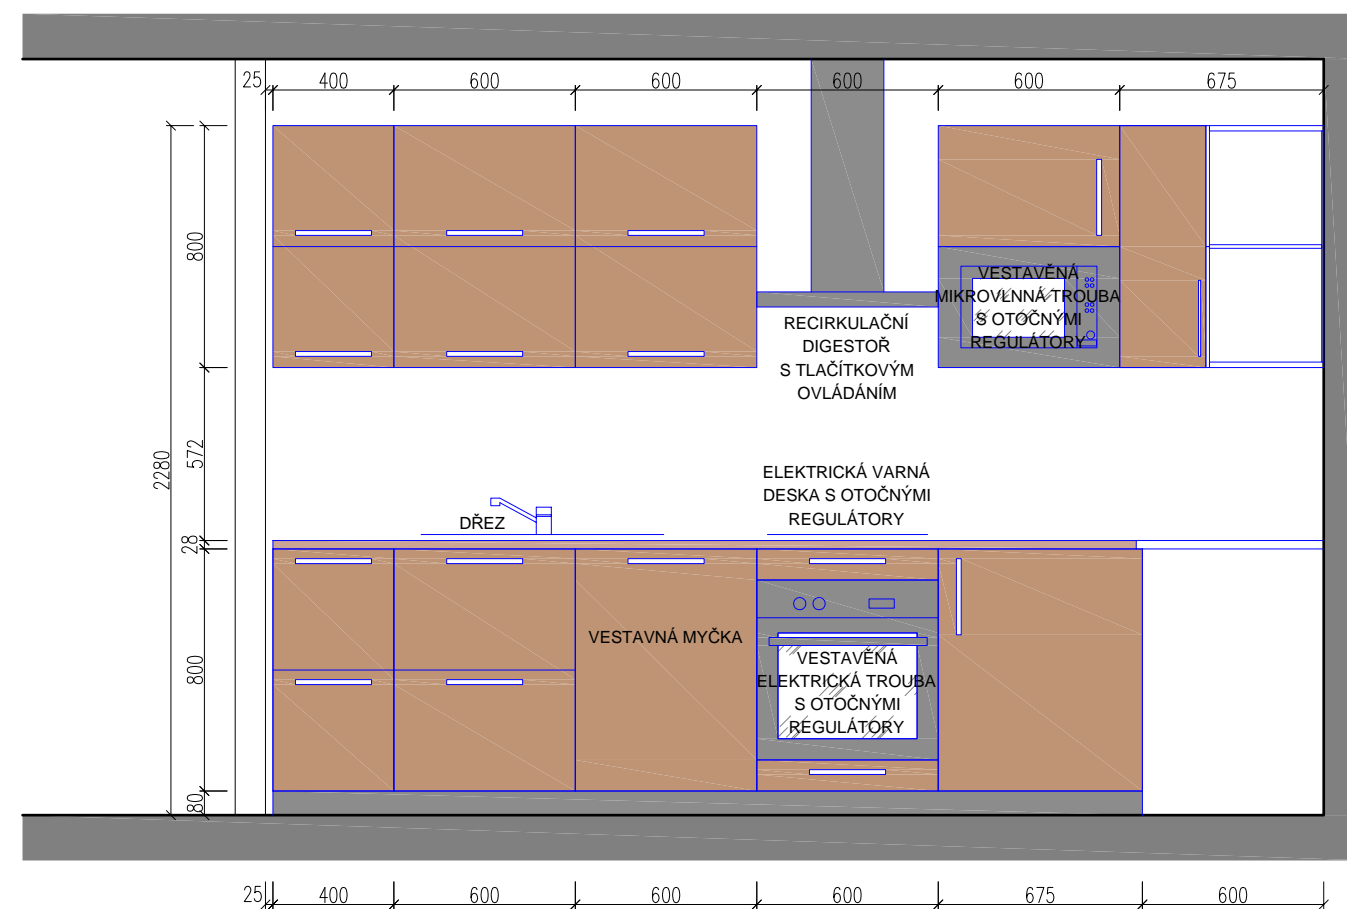 25 400 600 600 600 600 675
800
572
2280
28
800
80
VESTAVĚNÁ
MIKROVLNNÁ TROUBA
S OTOČNÝMI
REGULÁTORY
RECIRKULAČNÍ
DIGESTOŘ
S TLAČÍTKOVÝM
OVLÁDÁNÍM
ELEKTRICKÁ VARNÁ
DESKA S OTOČNÝMI
REGULÁTORY
DŘEZ
VESTAVNÁ MYČKA
VESTAVĚNÁ
ELEKTRICKÁ TROUBA
S OTOČNÝMI
REGULÁTORY
25 400 600 600 600 675 600